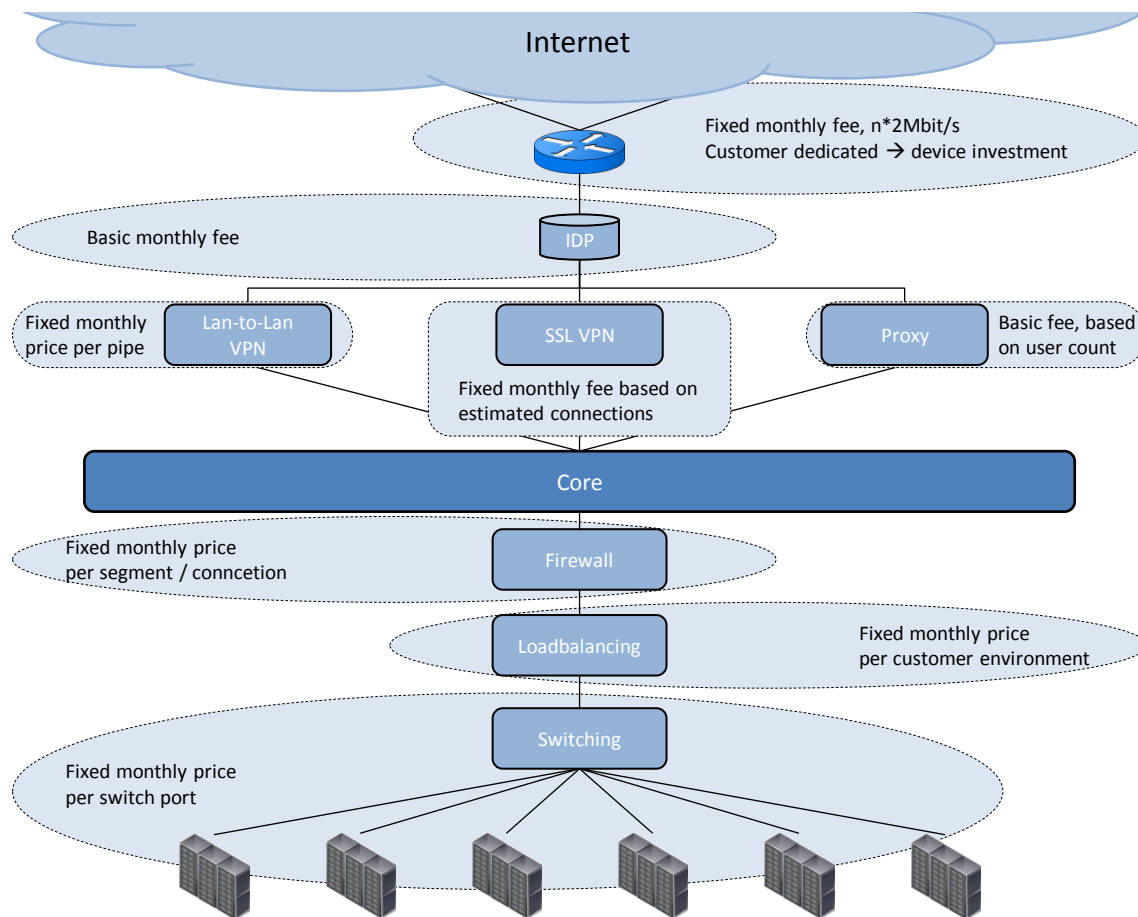 Internet
Fixed monthly fee, n*2Mbit/s
Customer dedicated → device investment
Basic monthly fee
IDP
Fixed monthly
price per pipe
Lan-to-Lan
VPN
SSL VPN
Fixed monthly fee based on
estimated connections
Proxy
Basic fee, based
on user count
Core
Fixed monthly price
per segment / conncetion
Firewall
Loadbalancing
Fixed monthly price
per customer environment
Switching
Fixed monthly price
per switch port